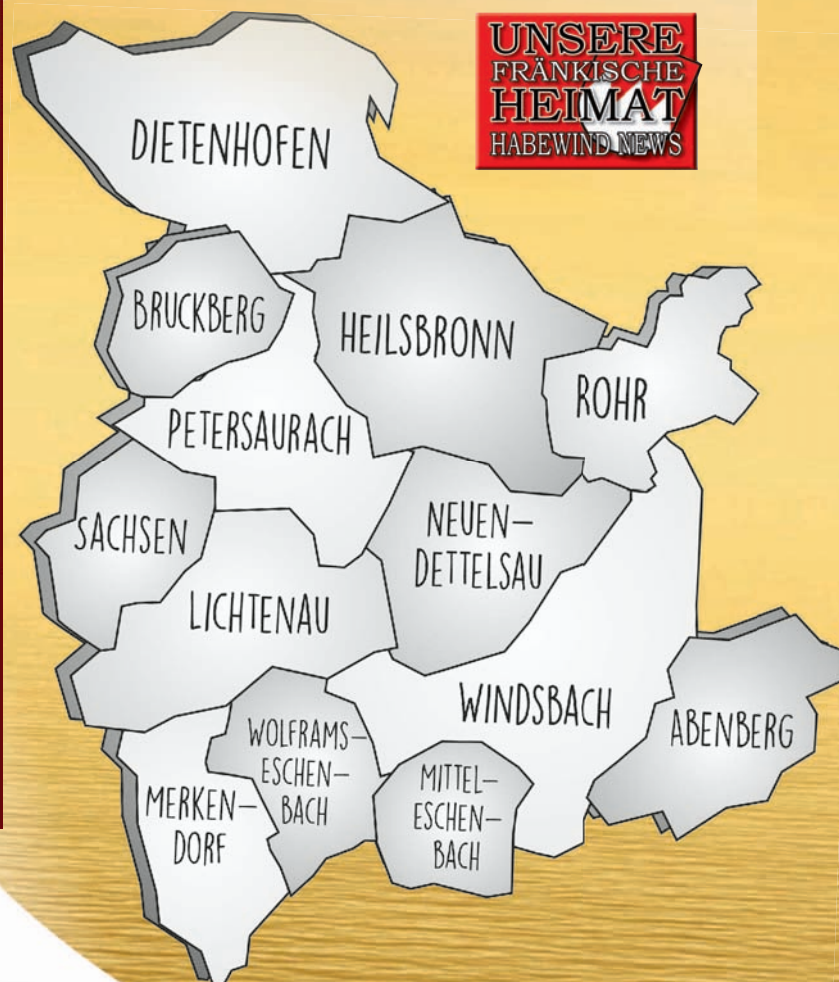 UNSERE
FRÄNKISCHE
HEIMAT
HABEWIND NEWS
DIETENHOFEN
BRUCKBERG
HEILSBRONN
ROHR
PETERSAURACH
SACHSEN
NEUEN-
DETTELSAU
LICHTENAU
WINDSBACH
ABENBERG
WOLFRAMS-
ESCHEN-
BACH
MITTEL-
ESCHEN-
BACH
MERKEN-
DORF